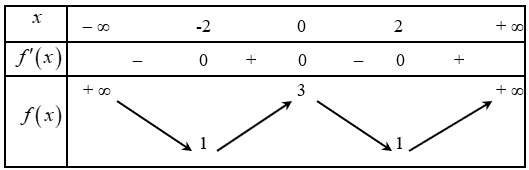 x – ∞ -2 0 2 + ∞
f′(x) – 0 + 0 – 0 +
+ ∞ 3 + ∞
f(x)
1 1